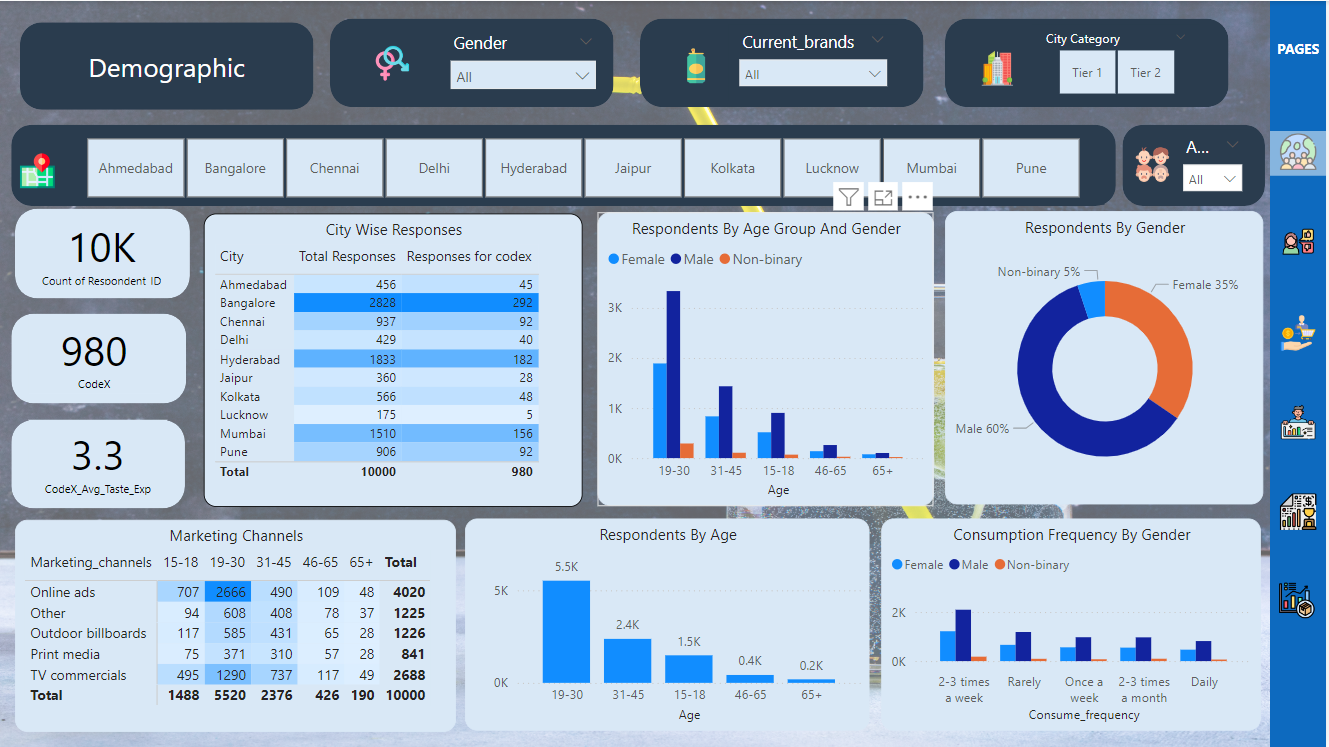 Demographic
Gender
All
Current_brands
All
City Category
Tier 1
Tier 2
PAGES
Ahmedabad
Bangalore
Chennai
Delhi
Hyderabad
Jaipur
Kolkata
Lucknow
Mumbai
Pune
A...
All
10K
Count of Respondent_ID
980
CodeX
3.3
CodeX_Avg_Taste_Exp
City Wise Responses
City Total Responses Responses for codex
Ahmedabad 456 45
Bangalore 2828 292
Chennai 937 92
Delhi 429 40
Hyderabad 1833 182
Jaipur 360 28
Kolkata 566 48
Lucknow 175 5
Mumbai 1510 156
Pune 906 92
Total 10000 980
Respondents By Age Group And Gender
Female Male Non-binary
3K
2K
1K
0K
19-30 31-45 15-18 46-65 65+
Age
Respondents By Gender
Non-binary 5%
Female 35%
Male 60%
Marketing Channels
Marketing_channels 15-18 19-30 31-45 46-65 65+ Total
Online ads 707 2666 490 109 48 4020
Other 94 608 408 78 37 1225
Outdoor billboards 117 585 431 65 28 1226
Print media 75 371 310 57 28 841
TV commercials 495 1290 737 117 49 2688
Total 1488 5520 2376 426 190 10000
Respondents By Age
5K
0K
5.5K
2.4K
1.5K
0.4K
0.2K
19-30 31-45 15-18 46-65 65+
Age
Consumption Frequency By Gender
Female Male Non-binary
2K
0K
2-3 times
a week
Rarely
Once a
week
2-3 times
a month
Daily
Consume_frequency